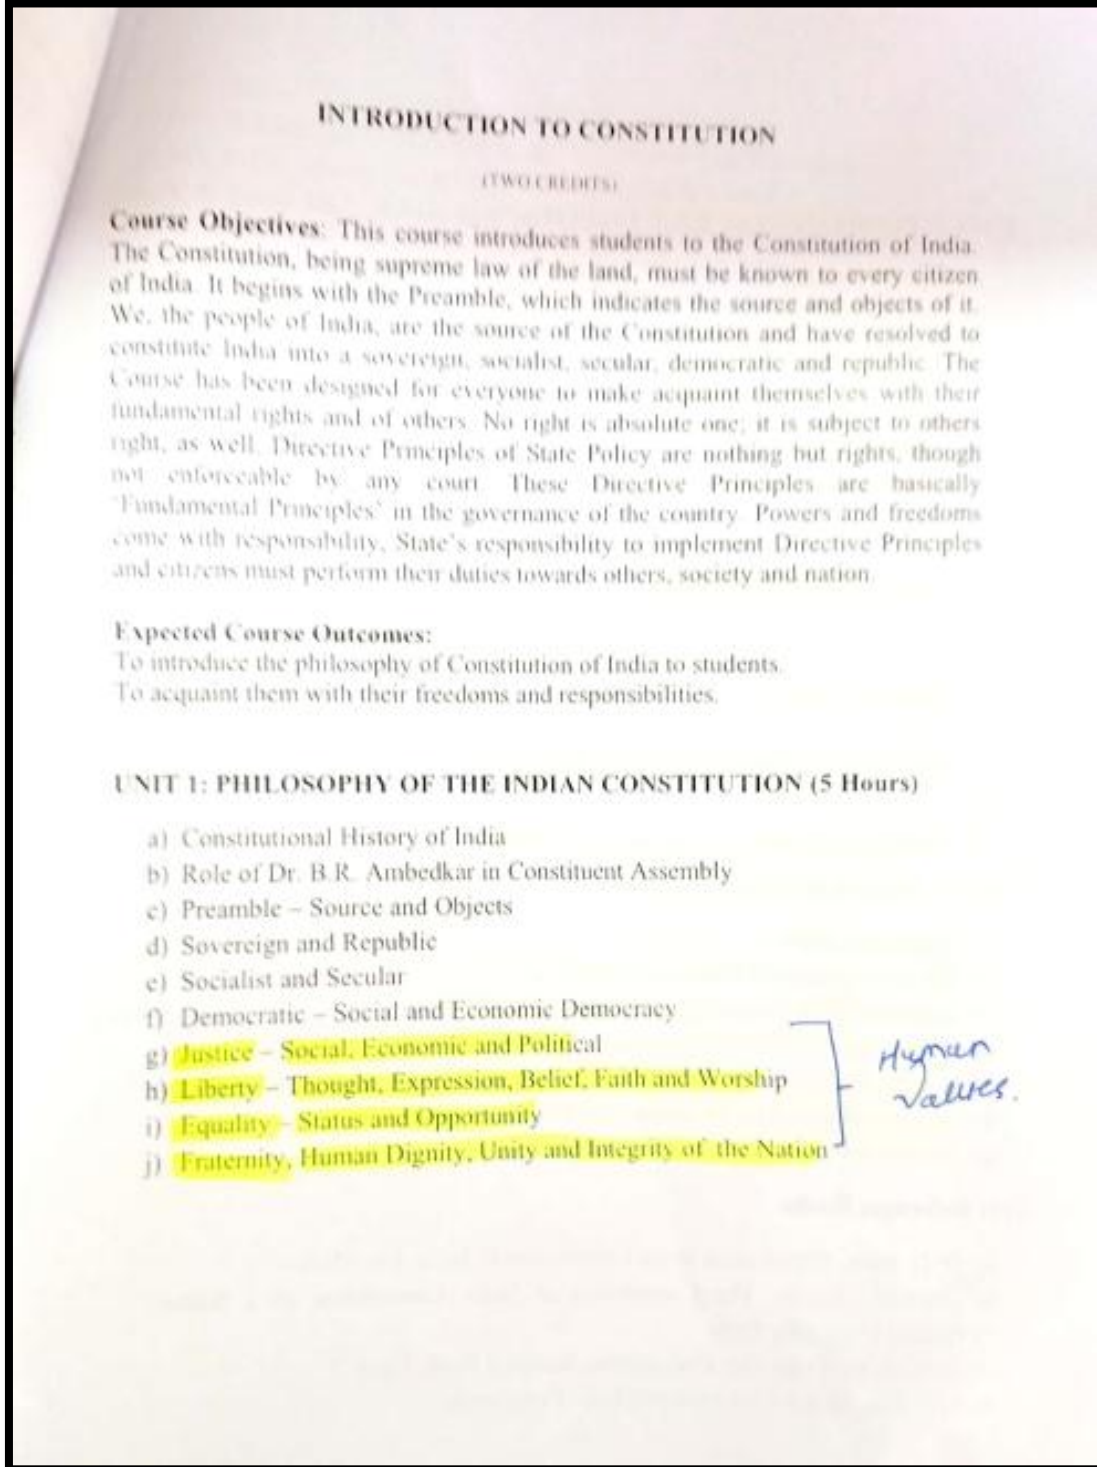 INTRODUCTION TO CONSTITUTION
(TWO CREDITS)
Course Objectives: This course introduces students to the Constitution of India.
The Constitution, being supreme law of the land, must be known to every citizen
of India. It begins with the Preamble, which indicates the source and objects of it.
We, the people of India, are the source of the Constitution and have resolved to
constitute India into a sovereign, socialist, secular, democratic and republic. The
Course has been designed for everyone to make acquaint themselves with their
fundamental rights and of others. No right is absolute one; it is subject to others
right, as well. Directive Principles of State Policy are nothing but rights, though
not enforceable by any court. These Directive Principles are basically
'Fundamental Principles' in the governance of the country. Powers and freedoms
come with responsibility, State's responsibility to implement Directive Principles
and citizens must perform their duties towards others, society and nation.
Expected Course Outcomes:
To introduce the philosophy of Constitution of India to students.
To acquaint them with their freedoms and responsibilities.
UNIT 1: PHILOSOPHY OF THE INDIAN CONSTITUTION (5 Hours)
a) Constitutional History of India
b) Role of Dr. B.R. Ambedkar in Constituent Assembly
c) Preamble – Source and Objects
d) Sovereign and Republic
e) Socialist and Secular
f) Democratic – Social and Economic Democracy
g) Justice – Social, Economic and Political
h) Liberty – Thought, Expression, Belief, Faith and Worship
i) Equality – Status and Opportunity
j) Fraternity, Human Dignity, Unity and Integrity of the Nation
Human
Values.